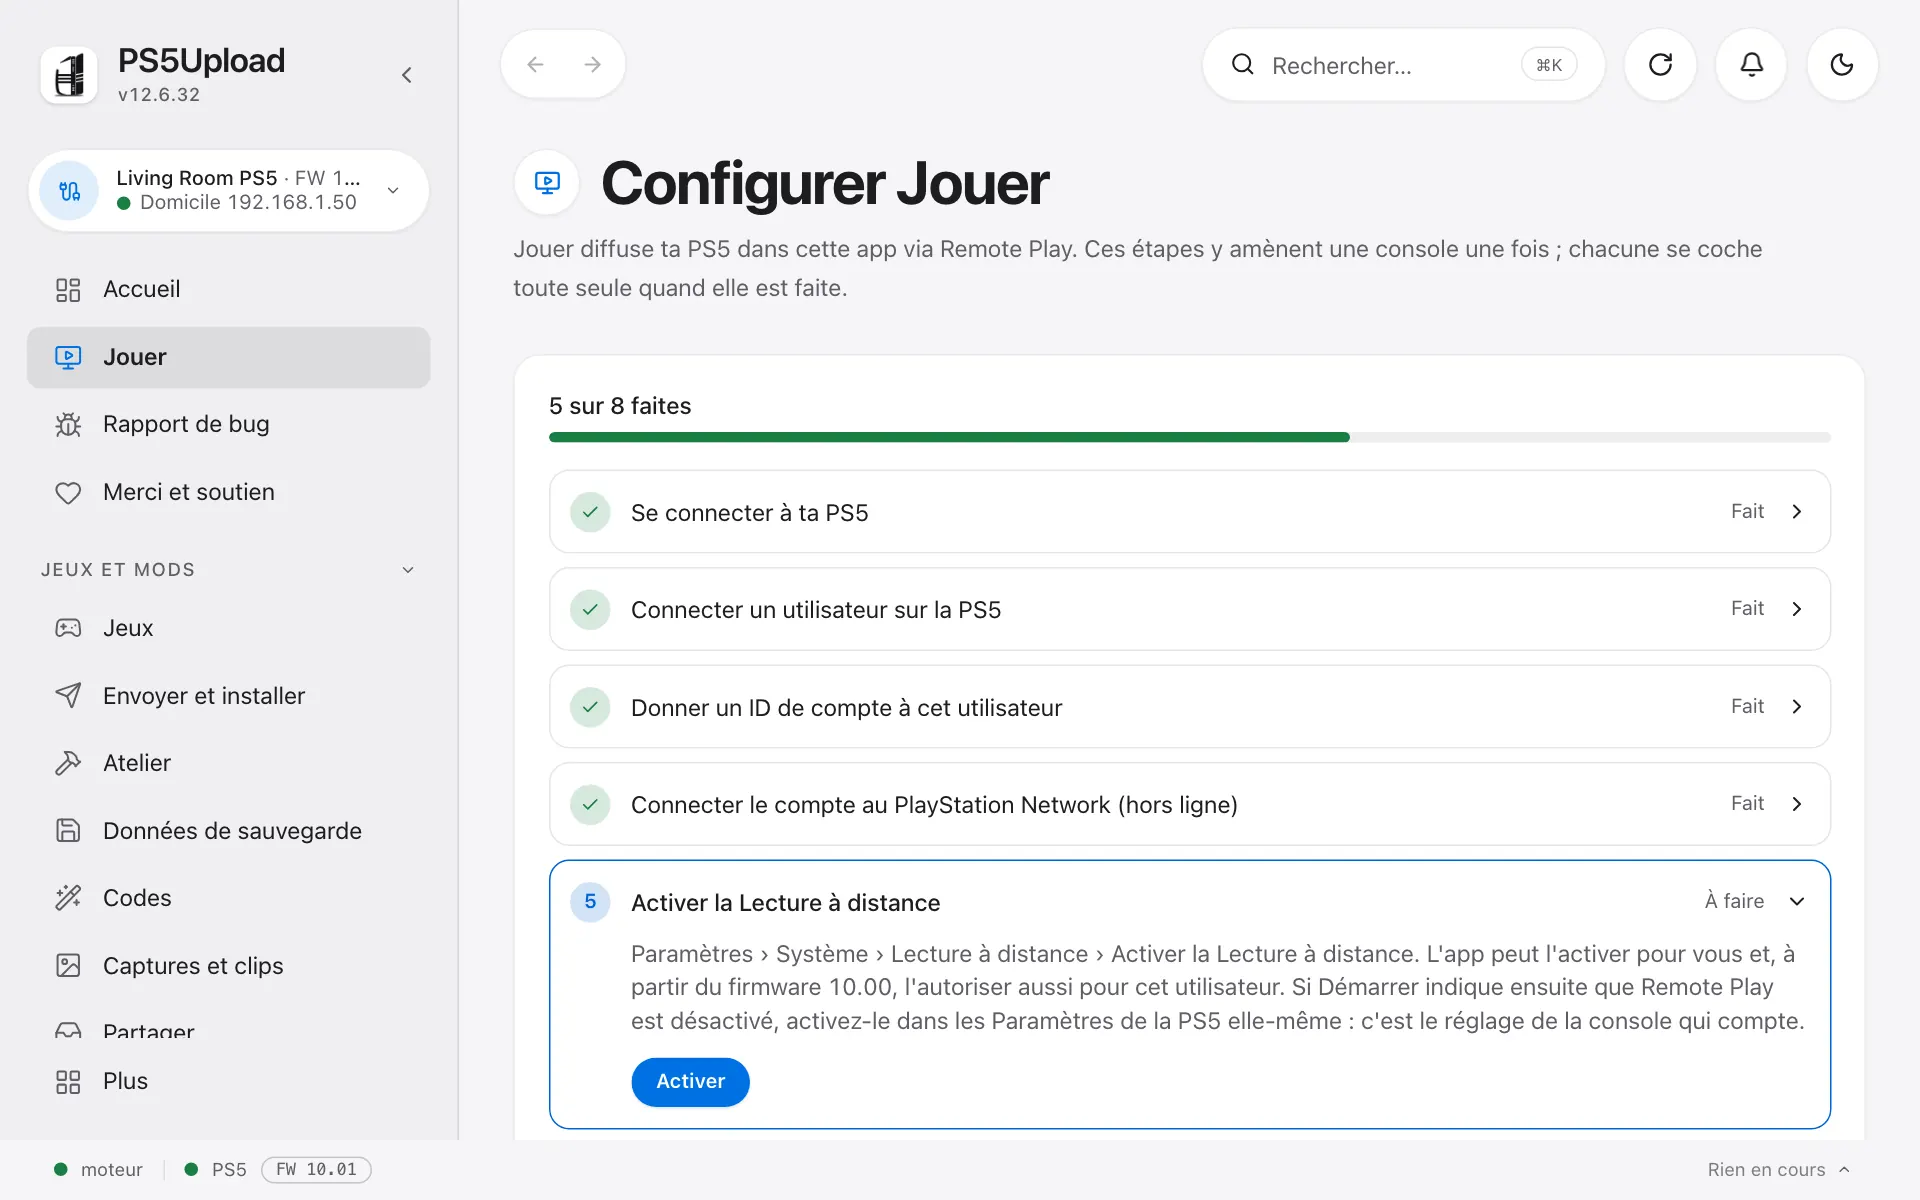 PS5Upload
v12.6.32
Living Room PS5 · FW 1...
Domicile 192.168.1.50
Accueil
Jouer
Rapport de bug
Merci et soutien
JEUX ET MODS
Jeux
Envoyer et installer
Atelier
Données de sauvegarde
Codes
Captures et clips
Partager
Plus
Rechercher...
⌘K
Configurer Jouer
Jouer diffuse ta PS5 dans cette app via Remote Play. Ces étapes y amènent une console une fois ; chacune se coche
toute seule quand elle est faite.
5 sur 8 faites
Se connecter à ta PS5
Fait
Connecter un utilisateur sur la PS5
Fait
Donner un ID de compte à cet utilisateur
Fait
Connecter le compte au PlayStation Network (hors ligne)
Fait
5
Activer la Lecture à distance
À faire
Paramètres › Système › Lecture à distance › Activer la Lecture à distance. L'app peut l'activer pour vous et, à
partir du firmware 10.00, l'autoriser aussi pour cet utilisateur. Si Démarrer indique ensuite que Remote Play
est désactivé, activez-le dans les Paramètres de la PS5 elle-même : c'est le réglage de la console qui compte.
Activer
moteur
PS5
FW 10.01
Rien en cours